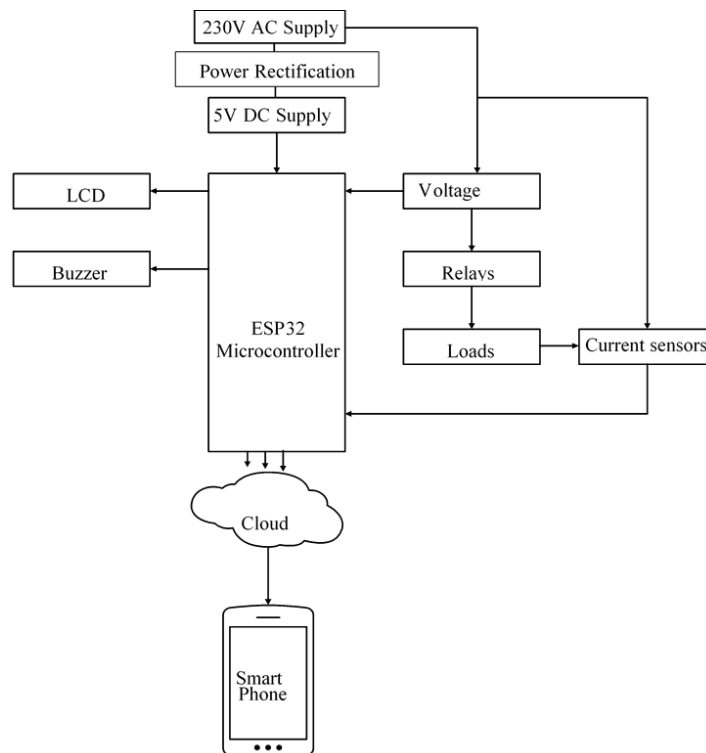 230V AC Supply
Power Rectification
5V DC Supply
LCD
Voltage
Buzzer
Relays
ESP32
Microcontroller
Loads
Current sensors
Cloud
Smart
Phone